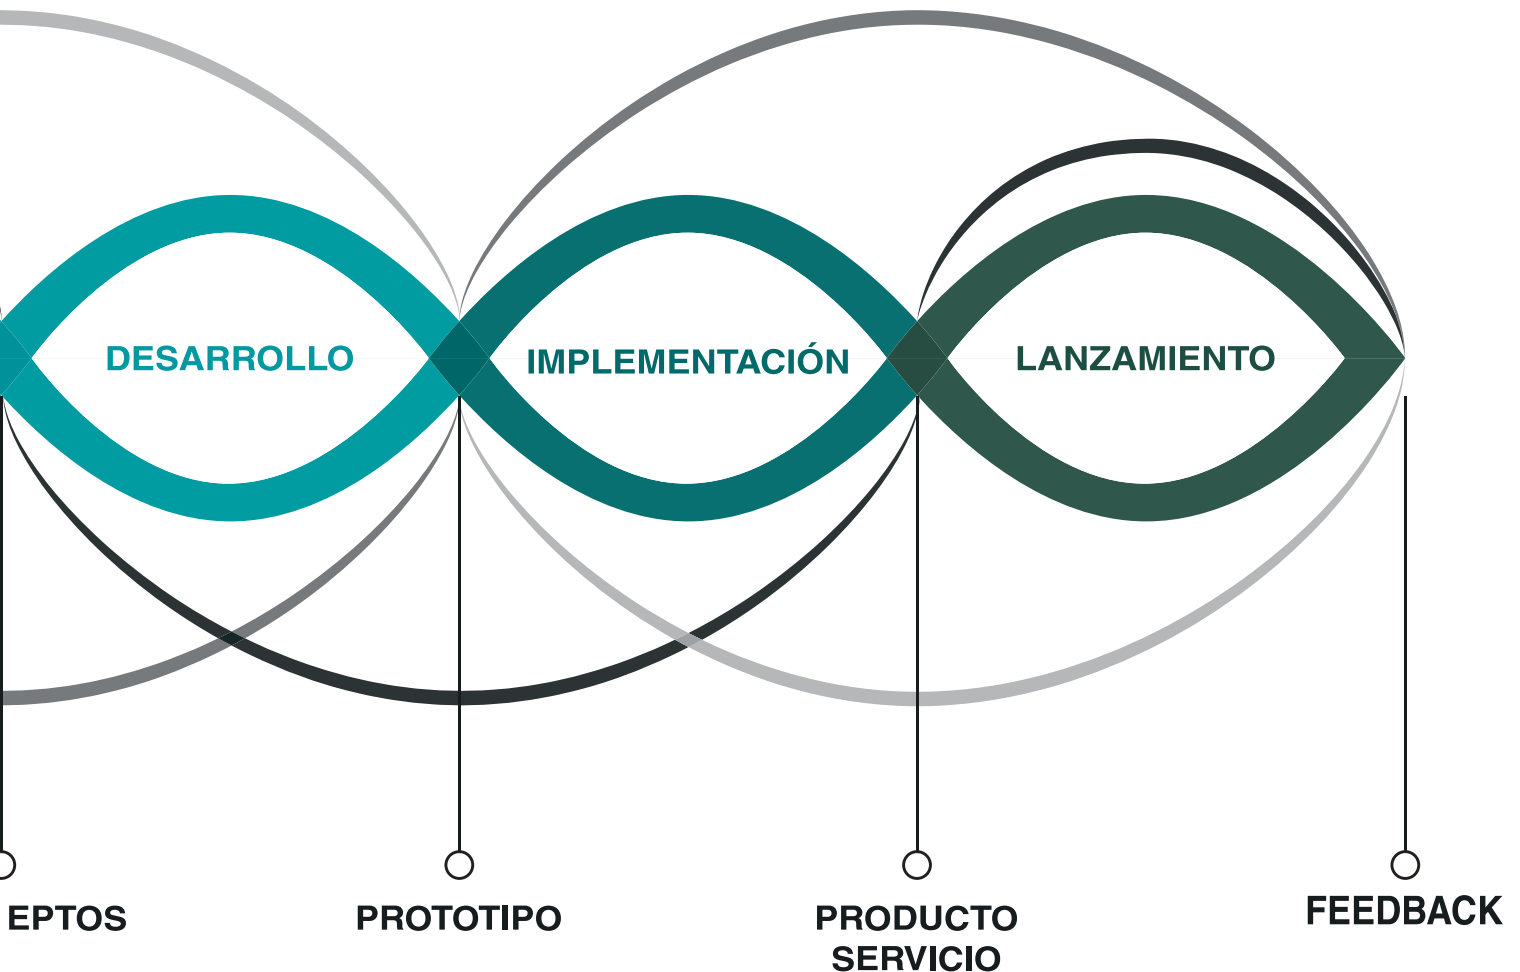 DESARROLLO
IMPLEMENTACIÓN
LANZAMIENTO
EPTOS
PROTOTIPO
PRODUCTO
SERVICIO
FEEDBACK